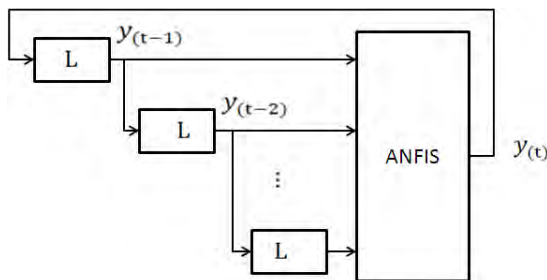 y(t−1)
L
y(t−2)
L
ANFIS
y(t)
⋮
L